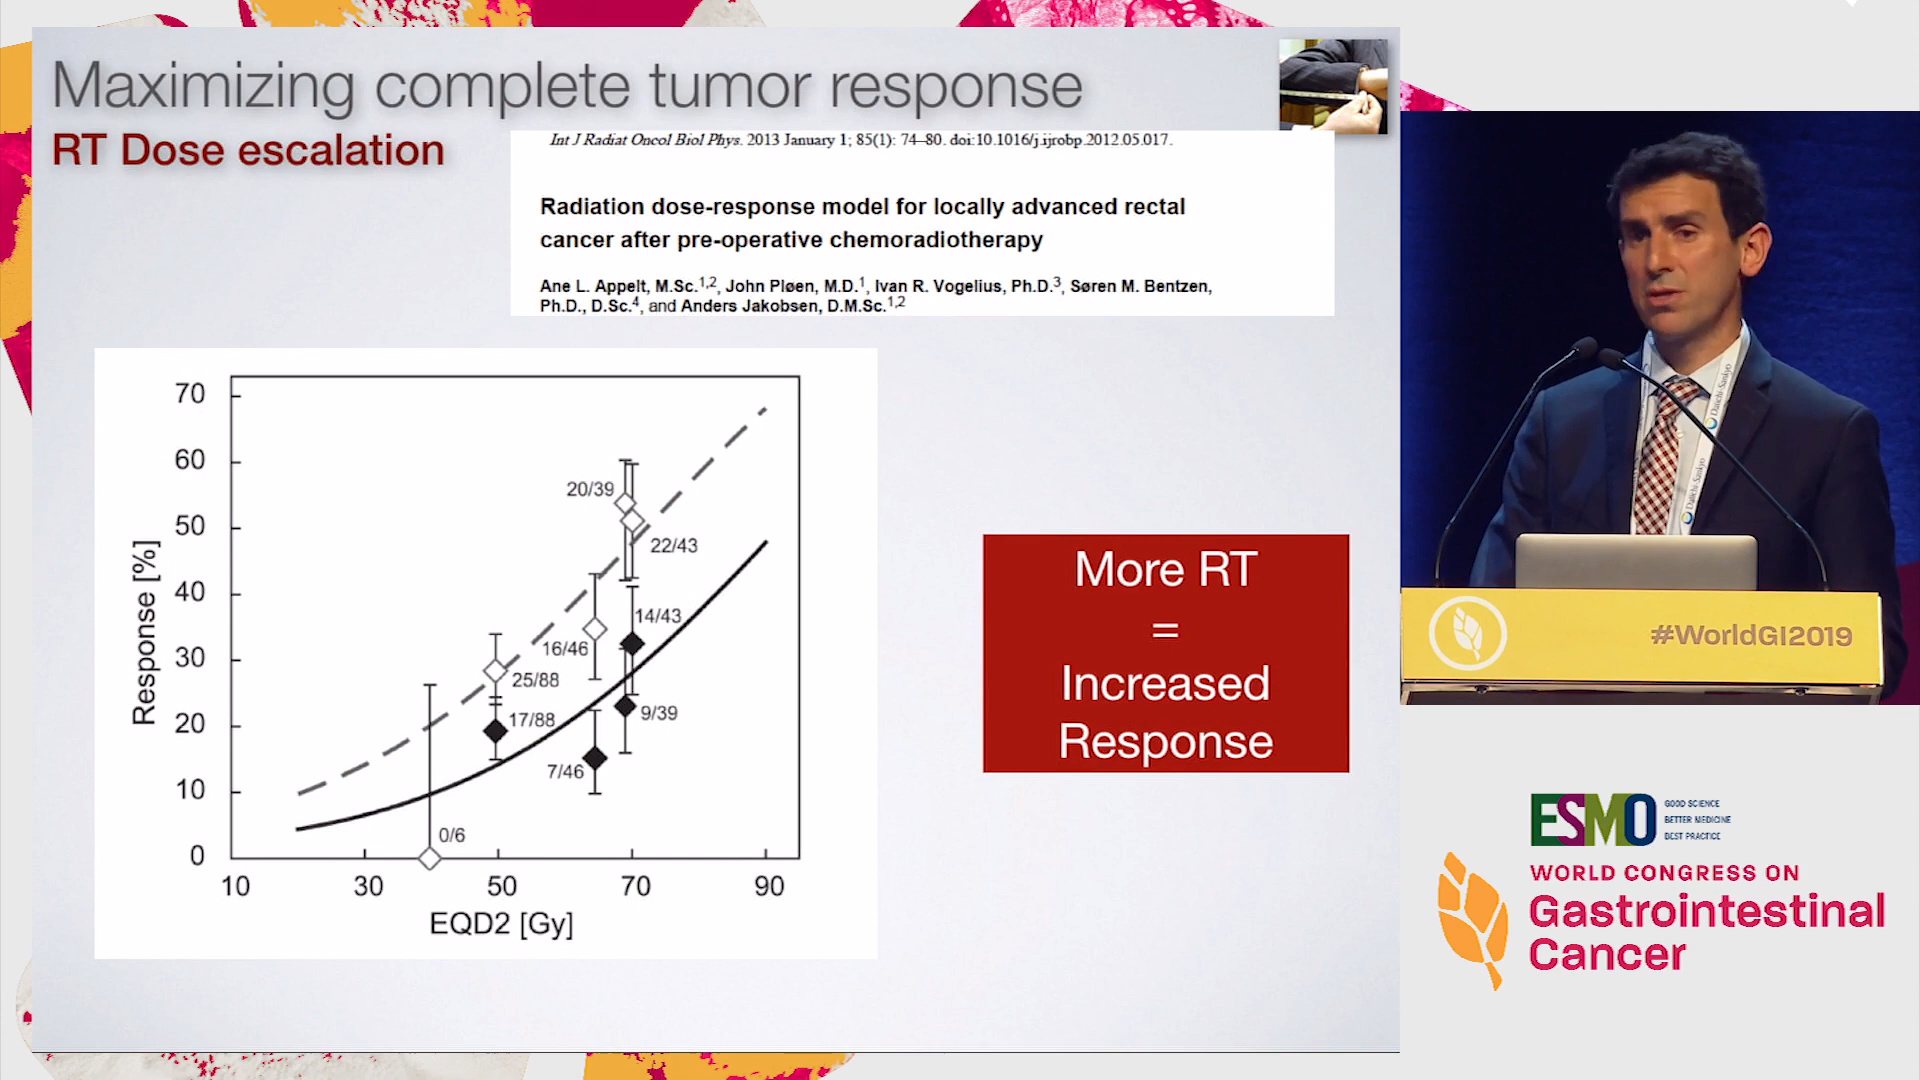 Maximizing complete tumor response
RT Dose escalation
Int J Radiat Oncol Biol Phys. 2013 January 1; 85(1): 74–80. doi:10.1016/j.ijrobp.2012.05.017.
Radiation dose-response model for locally advanced rectal
cancer after pre-operative chemoradiotherapy
Ane L. Appelt, M.Sc.1,2, John Pløen, M.D.1, Ivan R. Vogelius, Ph.D.3, Søren M. Bentzen,
Ph.D., D.Sc.4, and Anders Jakobsen, D.M.Sc.1,2
Response [%]
70
60
50
40
30
20
10
0
20/39
22/43
14/43
16/46
25/88
17/88
9/39
7/46
0/6
10 30 50 70 90
EQD2 [Gy]
More RT
=
Increased
Response
Daiichi-Sankyo
Daiichi-Sankyo
#WorldGI2019
ESMO
GOOD SCIENCE
BETTER MEDICINE
BEST PRACTICE
WORLD CONGRESS ON
Gastrointestinal
Cancer